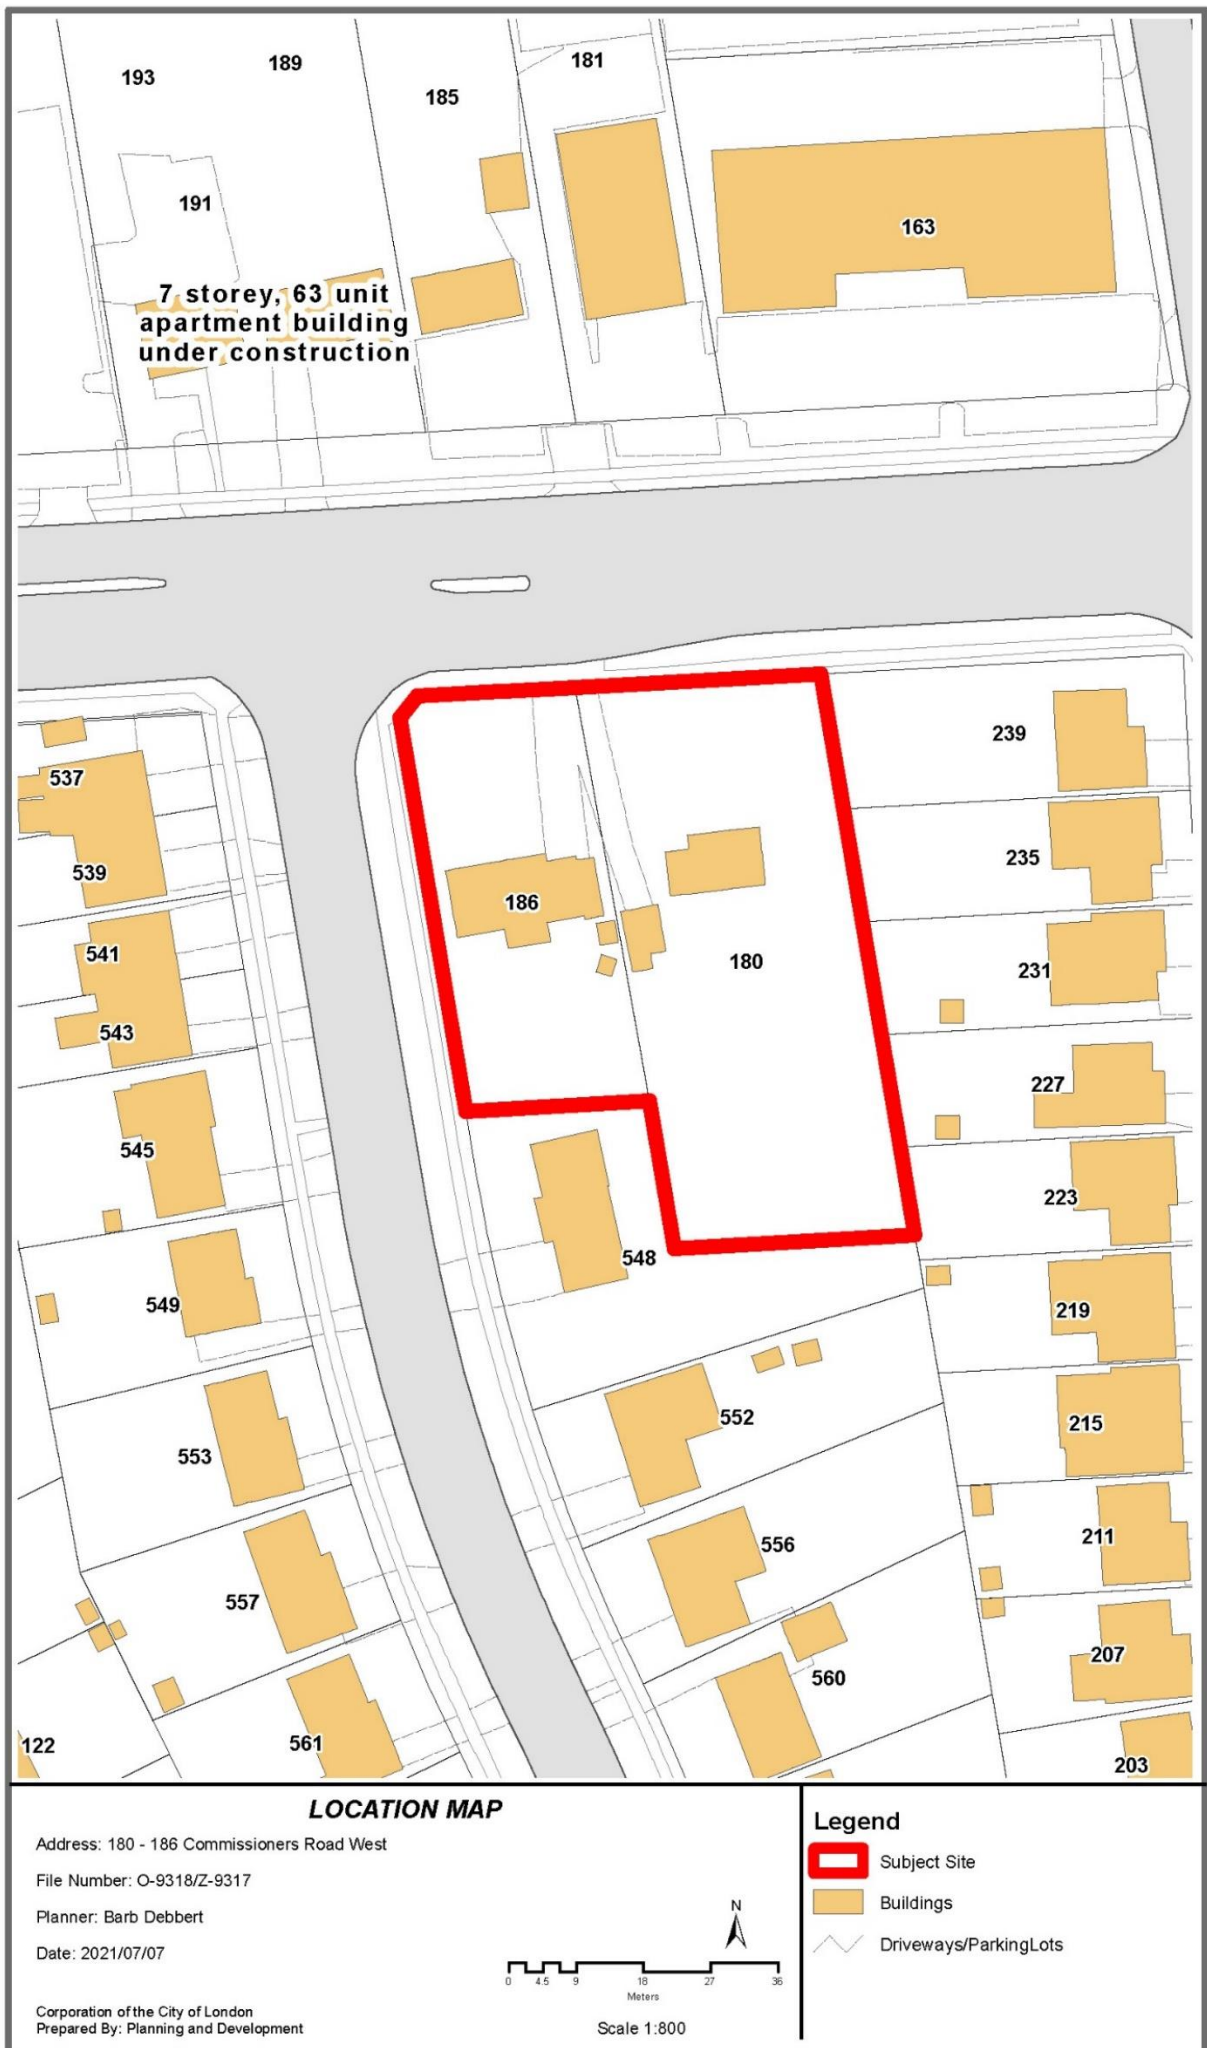 193
189
185
181
191
163
7 storey, 63 unit
apartment building
under construction
537
539
541
543
545
549
553
557
561
122
186
180
548
552
556
560
239
235
231
227
223
219
215
211
207
203
LOCATION MAP
Address: 180 - 186 Commissioners Road West
File Number: O-9318/Z-9317
Planner: Barb Debbert
Date: 2021/07/07
Corporation of the City of London
Prepared By: Planning and Development
N
0 4.5 9 18 27 36
Meters
Scale 1:800
Legend
Subject Site
Buildings
Driveways/ParkingLots